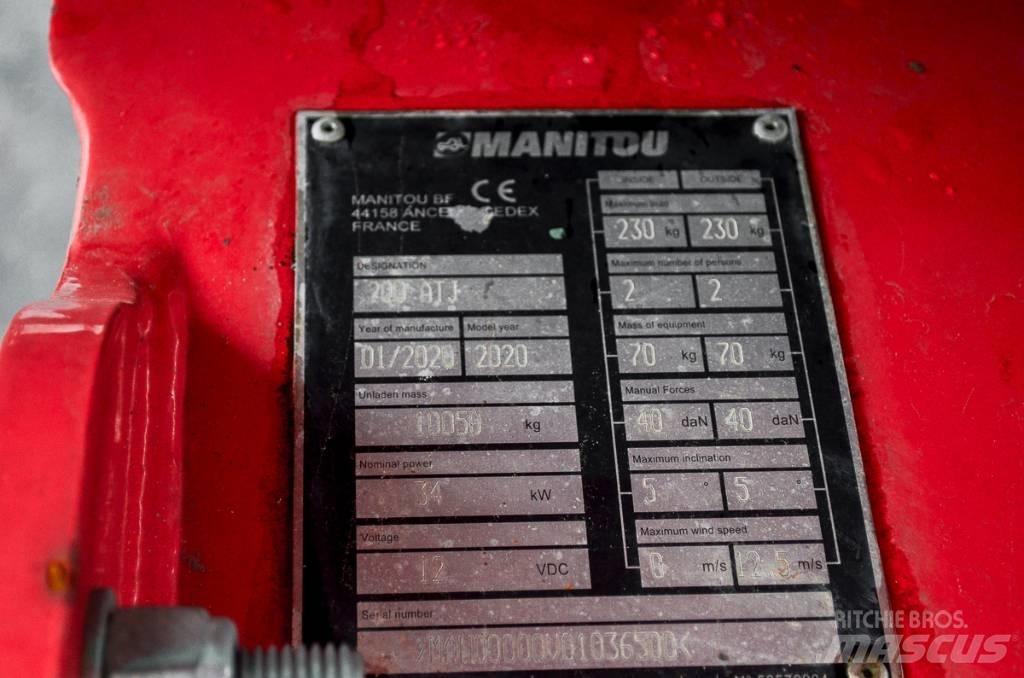 MANITOU
MANITOU BF CE
44158 ANCE CEDEX
FRANCE
DESIGNATION
200 ATJ
Year of manufacture Model year
01/2020 2020
Unladen mass
10050 kg
Nominal power
34 kW
Voltage
12 VDC
INSIDE OUTSIDE
Maximum load
230 kg 230 kg
Maximum number of persons
2 2
Mass of equipment
70 kg 70 kg
Manual Forces
40 daN 40 daN
Maximum inclination
5 ° 5 °
Maximum wind speed
0 m/s 12.5 m/s
Serial number
RITCHIE BROS.
MASCUS